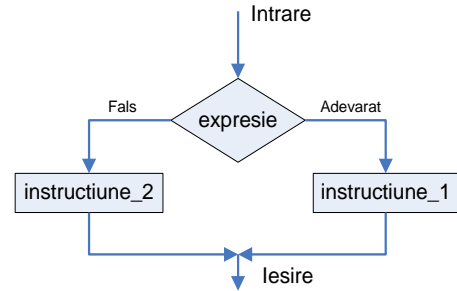 Intrare
Fals
Adevarat
expresie
instructiune_2
instructiune_1
Iesire